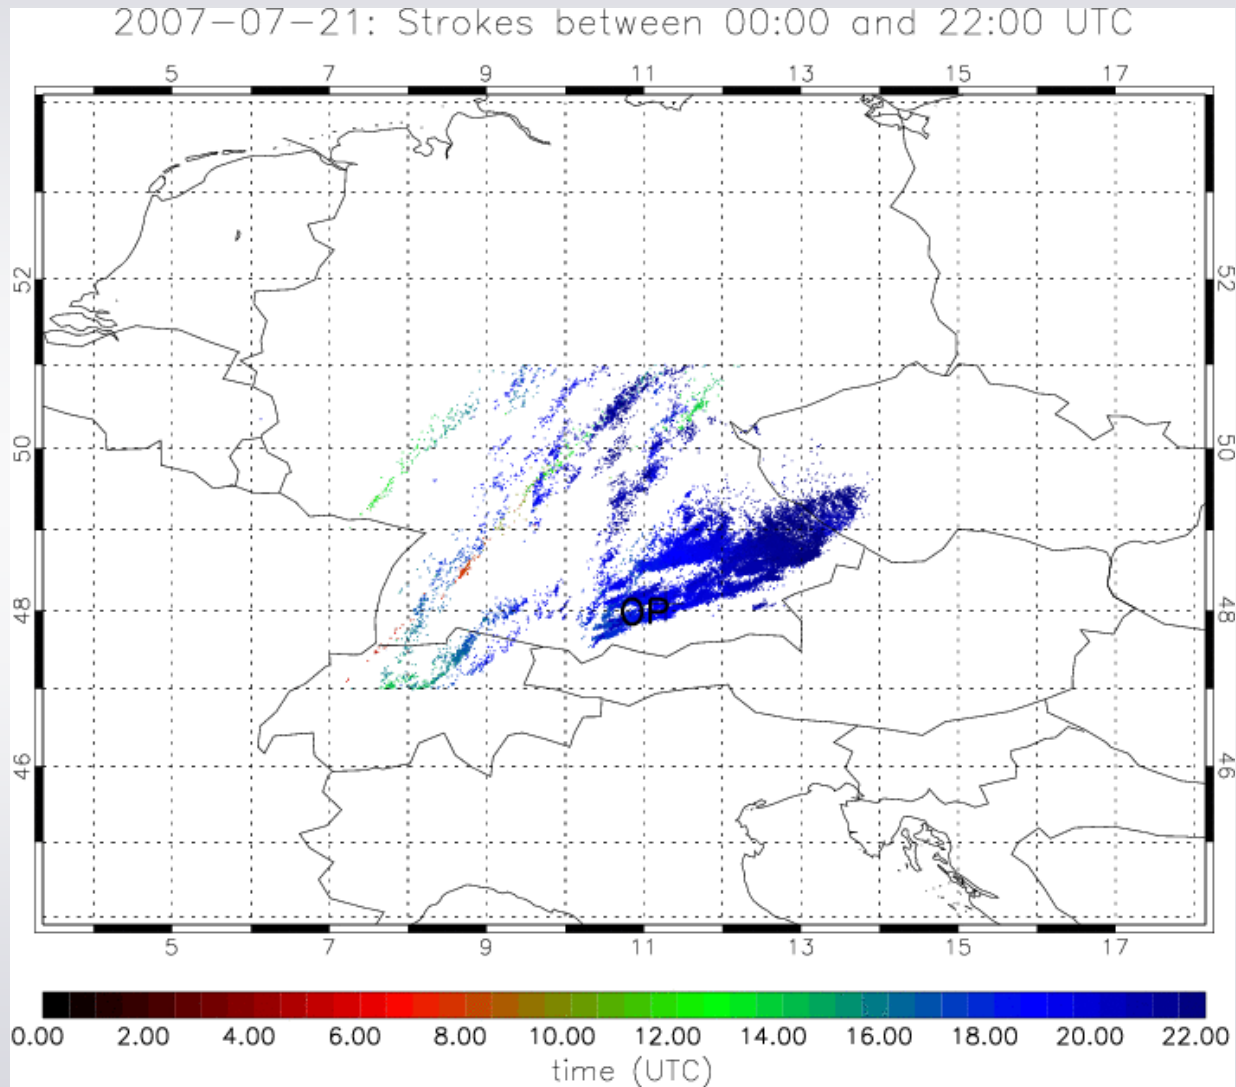 2007-07-21: Strokes between 00:00 and 22:00 UTC
5 7 9 11 13 15 17
52 52
50 50
OP
48 48
46 46
5 7 9 11 13 15 17
0.00 2.00 4.00 6.00 8.00 10.00 12.00 14.00 16.00 18.00 20.00 22.00
time (UTC)